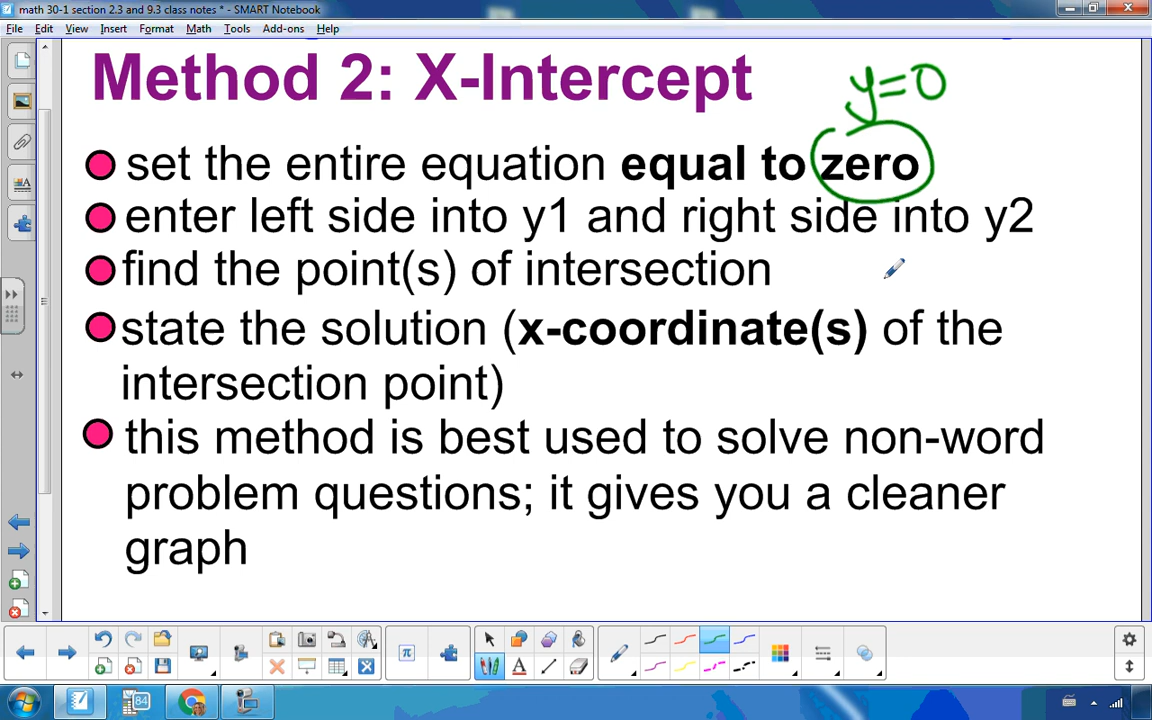 math 30-1 section 2.3 and 9.3 class notes * - SMART Notebook
File Edit View Insert Format Math Tools Add-ons Help
Method 2: X-Intercept
y=0
set the entire equation equal to zero
enter left side into y1 and right side into y2
find the point(s) of intersection
state the solution (x-coordinate(s) of the
intersection point)
this method is best used to solve non-word
problem questions; it gives you a cleaner
graph
π
A
84